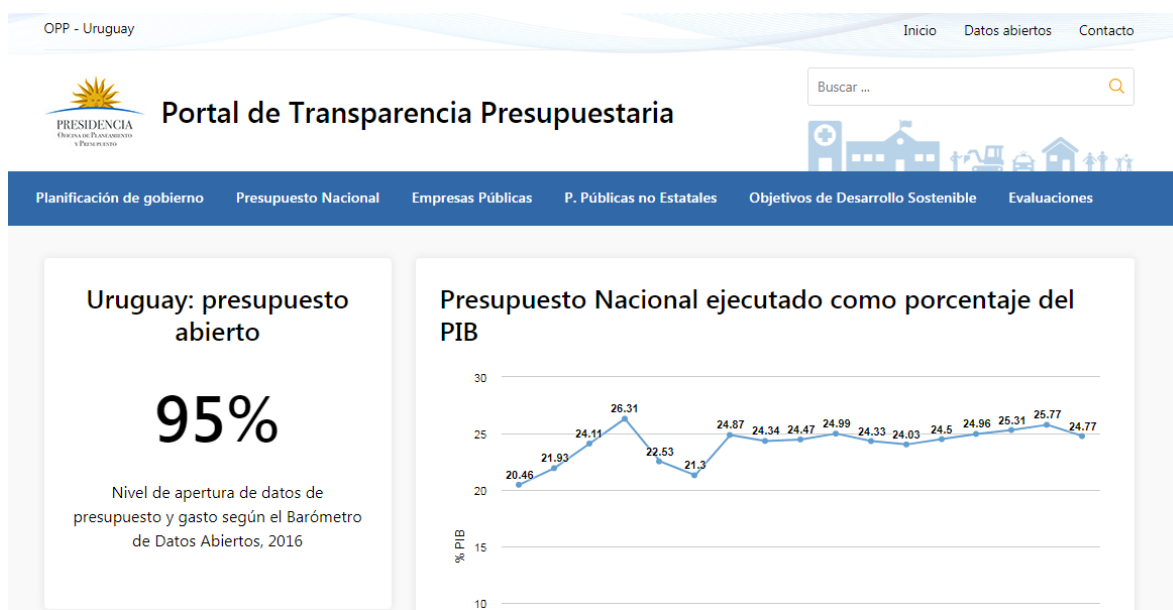 OPP - Uruguay
Inicio Datos abiertos Contacto
Buscar ...
PRESIDENCIA
OFICINA DE PLANEAMIENTO
Y PRESUPUESTO
Portal de Transparencia Presupuestaria
Planificación de gobierno Presupuesto Nacional Empresas Públicas P. Públicas no Estatales Objetivos de Desarrollo Sostenible Evaluaciones
Uruguay: presupuesto
abierto
95%
Nivel de apertura de datos de
presupuesto y gasto según el Barómetro
de Datos Abiertos, 2016
Presupuesto Nacional ejecutado como porcentaje del
PIB
30
25
20
15
10
% PIB
20.46 21.93 24.11 26.31 22.53 21.3 24.87 24.34 24.47 24.99 24.33 24.03 24.5 24.96 25.31 25.77 24.77